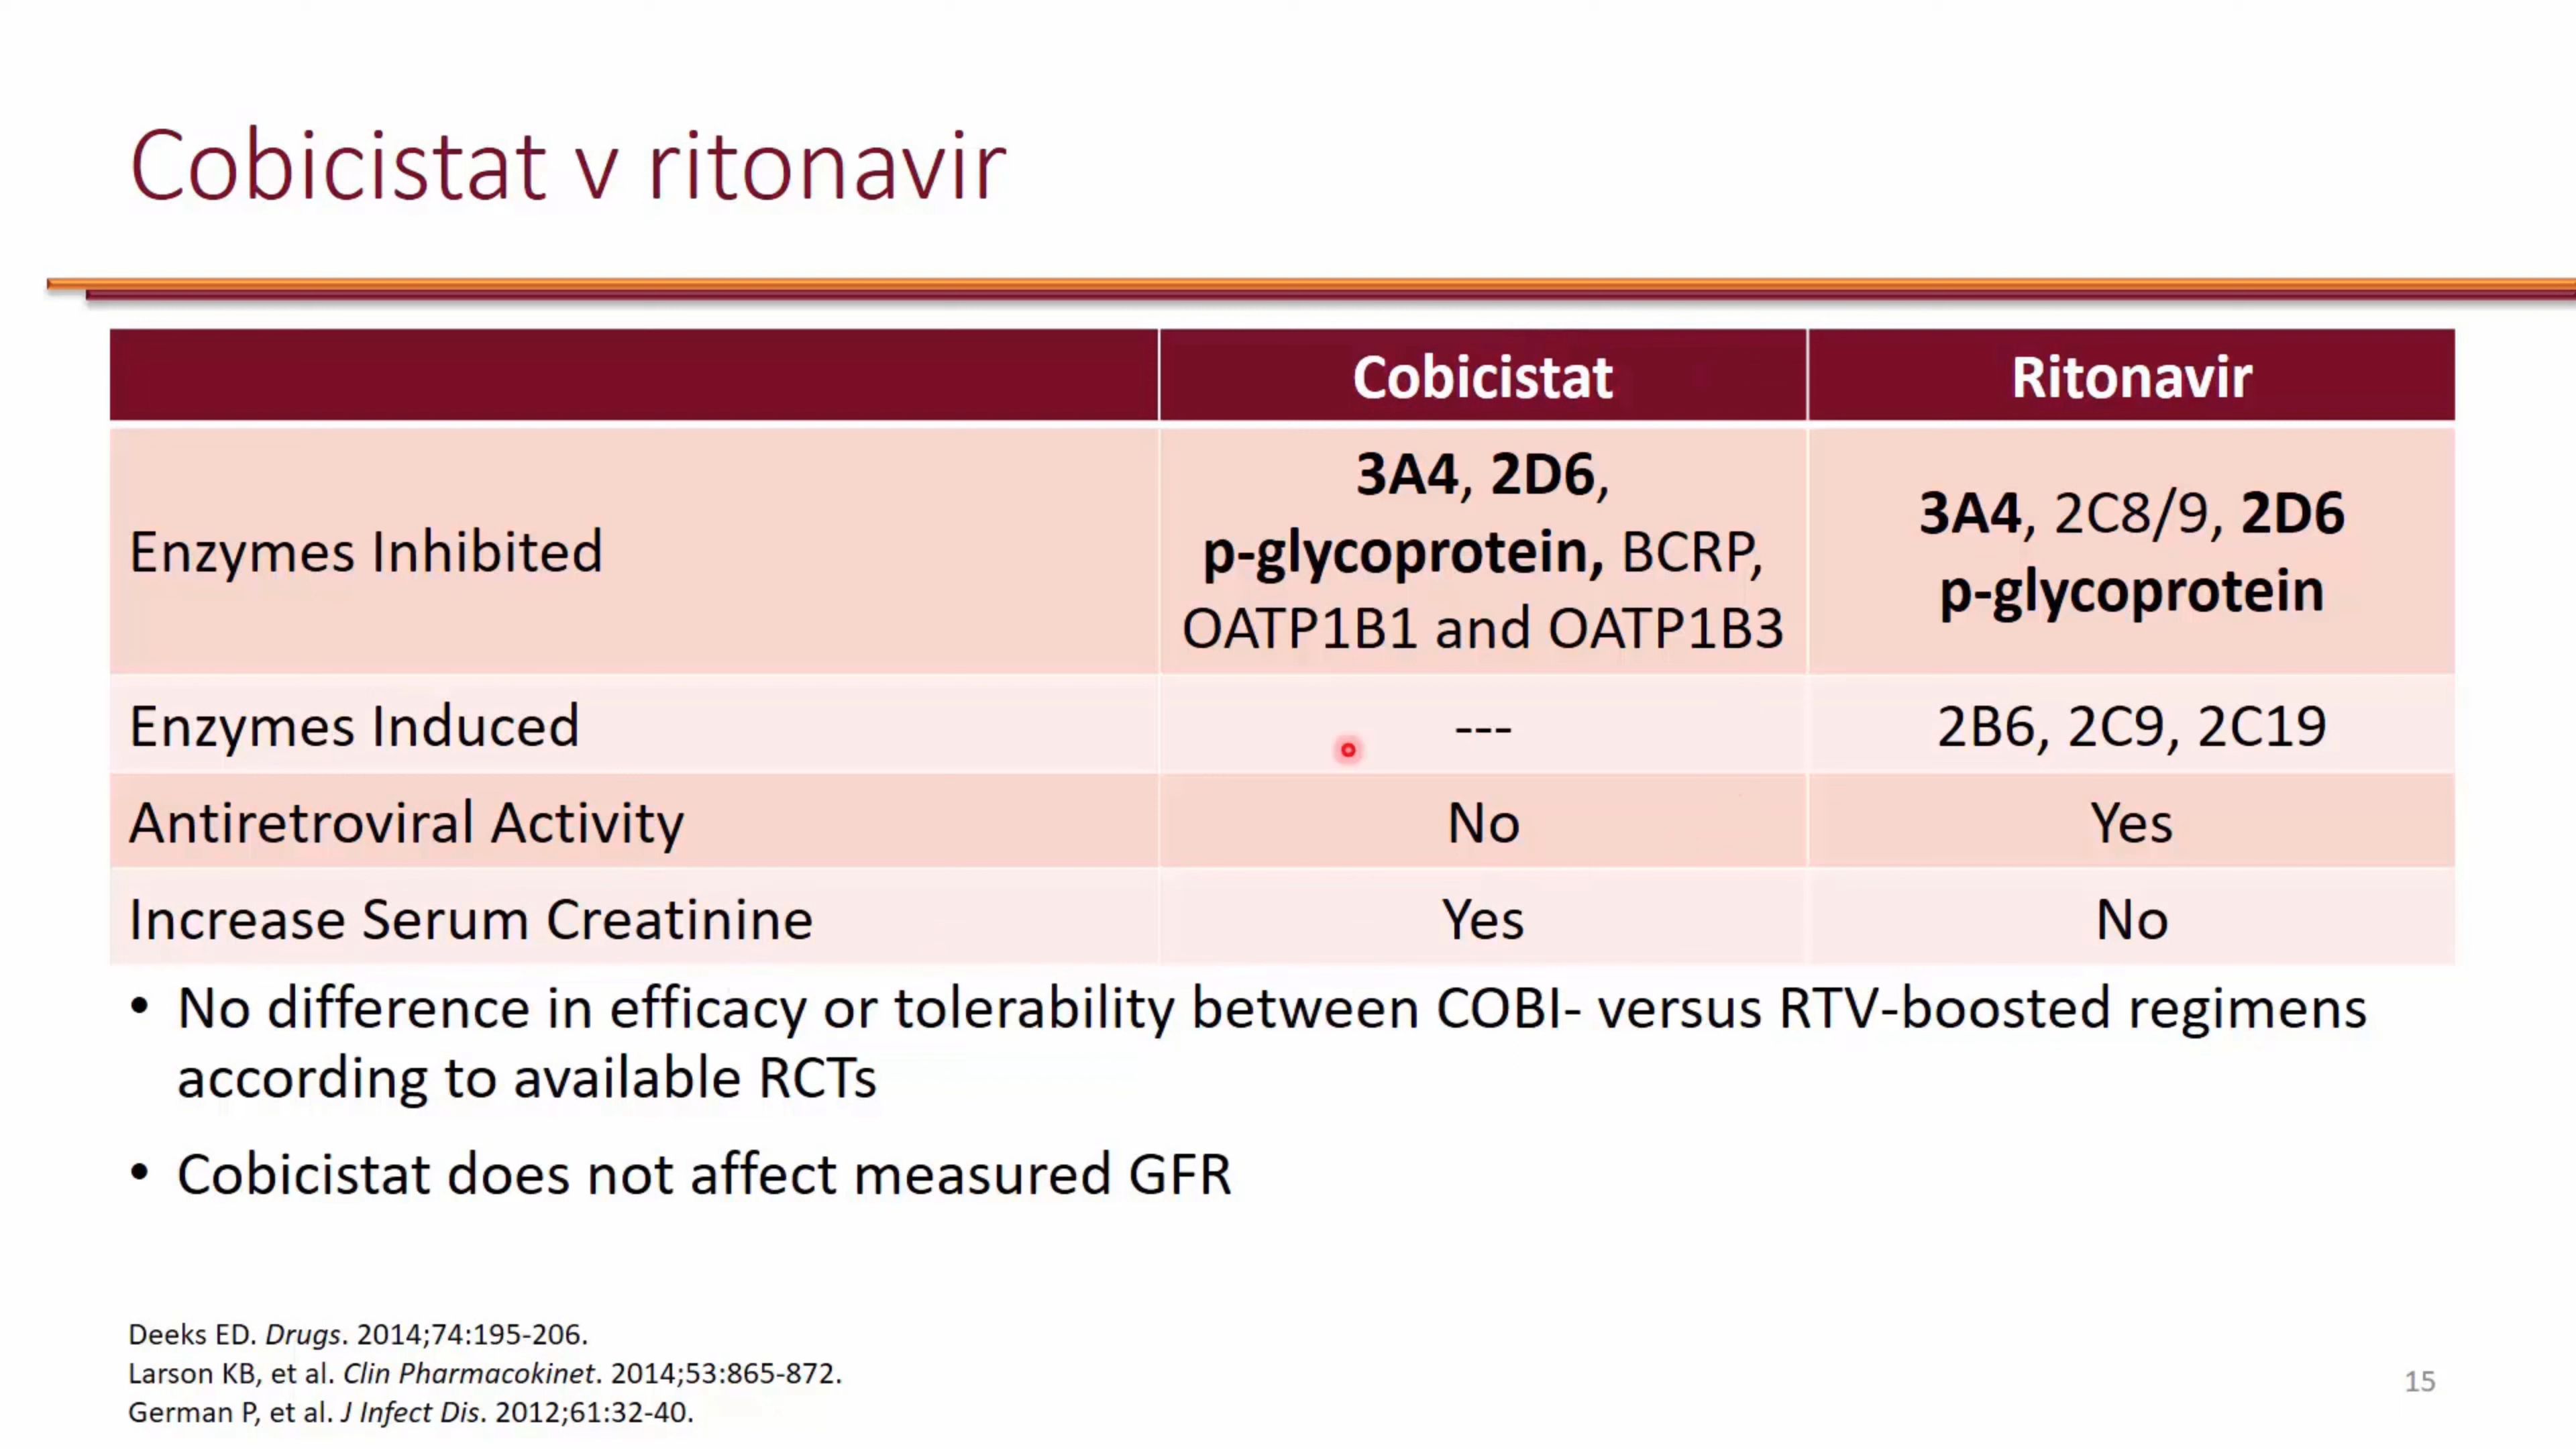 Cobicistat v ritonavir
Cobicistat
Ritonavir
Enzymes Inhibited
3A4, 2D6,
p-glycoprotein, BCRP,
OATP1B1 and OATP1B3
3A4, 2C8/9, 2D6
p-glycoprotein
Enzymes Induced
---
2B6, 2C9, 2C19
Antiretroviral Activity
No
Yes
Increase Serum Creatinine
Yes
No
• No difference in efficacy or tolerability between COBI- versus RTV-boosted regimens
according to available RCTs
• Cobicistat does not affect measured GFR
Deeks ED. Drugs. 2014;74:195-206.
Larson KB, et al. Clin Pharmacokinet. 2014;53:865-872.
German P, et al. J Infect Dis. 2012;61:32-40.
15